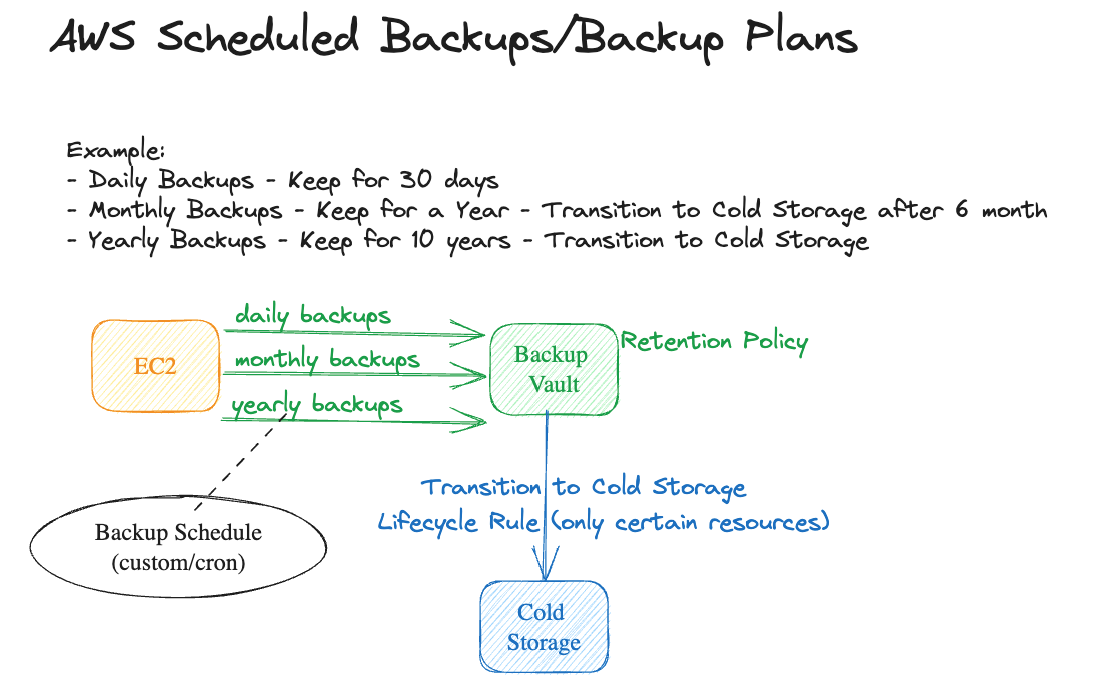 AWS Scheduled Backups/Backup Plans
Example:
- Daily Backups - Keep for 30 days
- Monthly Backups - Keep for a Year - Transition to Cold Storage after 6 month
- Yearly Backups - Keep for 10 years - Transition to Cold Storage
EC2
daily backups
monthly backups
yearly backups
Backup
Vault
Retention Policy
Backup Schedule
(custom/cron)
Transition to Cold Storage
Lifecycle Rule (only certain resources)
Cold
Storage